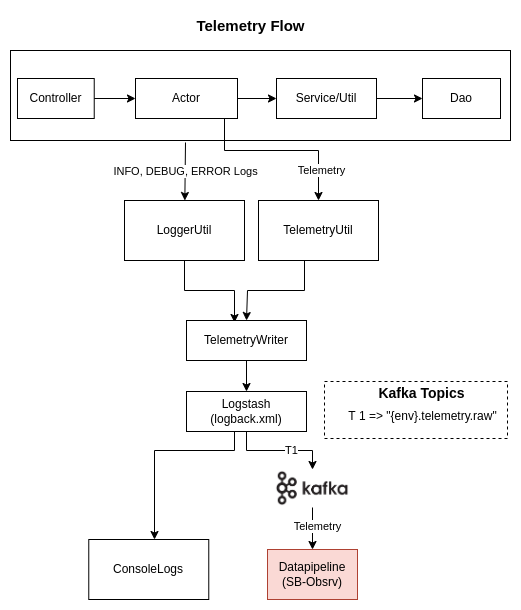 Telemetry Flow
Controller
Actor
Service/Util
Dao
INFO, DEBUG, ERROR Logs
Telemetry
LoggerUtil
TelemetryUtil
TelemetryWriter
Logstash
(logback.xml)
Kafka Topics
T 1 => "{env}.telemetry.raw"
T1
kafka
Telemetry
ConsoleLogs
Datapipeline
(SB-Obsrv)